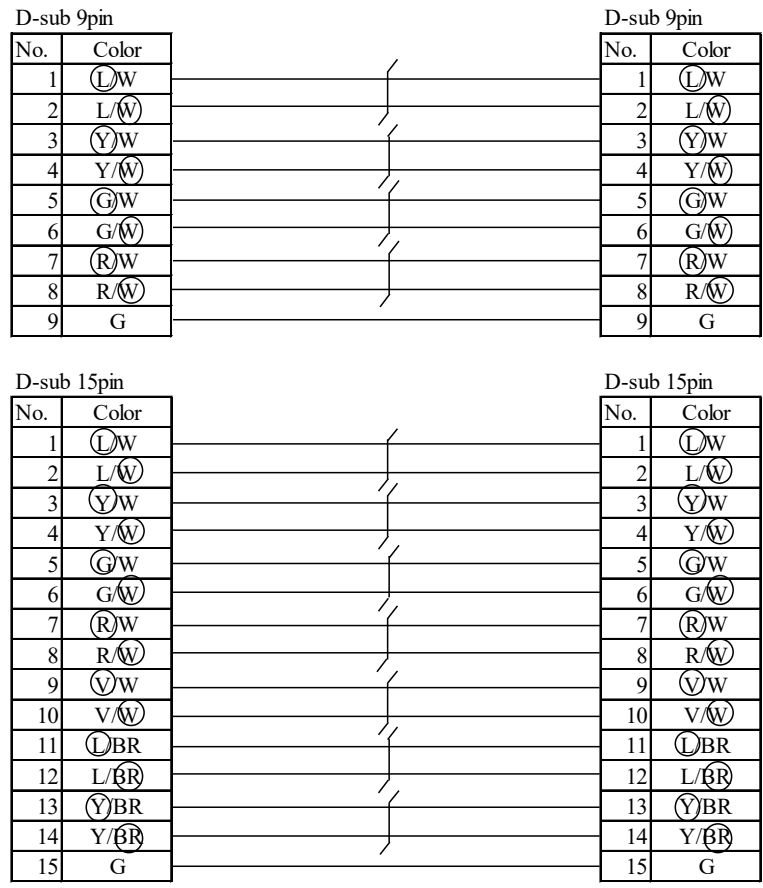 D-sub 9pin D-sub 9pin
No. Color No. Color
1 L/W 1 L/W
2 L/W 2 L/W
3 Y/W 3 Y/W
4 Y/W 4 Y/W
5 G/W 5 G/W
6 G/W 6 G/W
7 R/W 7 R/W
8 R/W 8 R/W
9 G 9 G
D-sub 15pin D-sub 15pin
No. Color No. Color
1 L/W 1 L/W
2 L/W 2 L/W
3 Y/W 3 Y/W
4 Y/W 4 Y/W
5 G/W 5 G/W
6 G/W 6 G/W
7 R/W 7 R/W
8 R/W 8 R/W
9 V/W 9 V/W
10 V/W 10 V/W
11 L/BR 11 L/BR
12 L/BR 12 L/BR
13 Y/BR 13 Y/BR
14 Y/BR 14 Y/BR
15 G 15 G